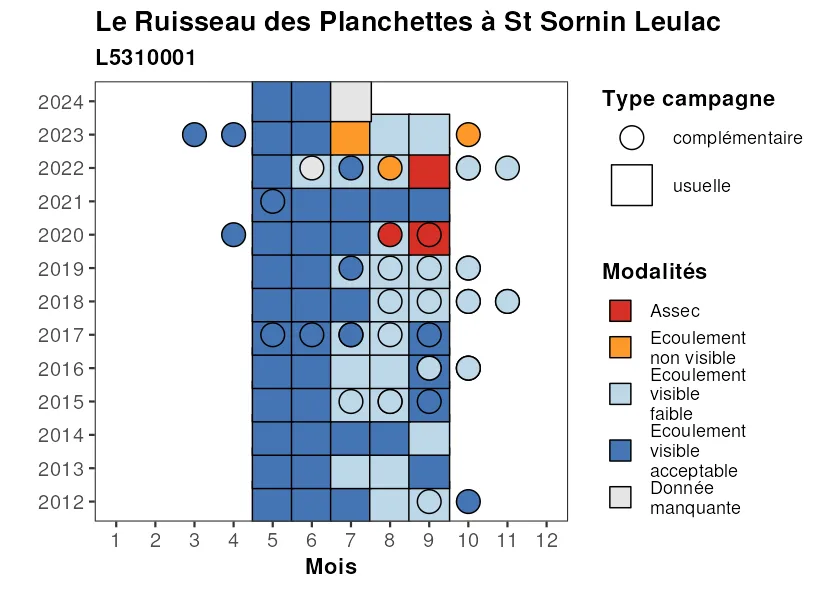 Le Ruisseau des Planchettes à St Sornin Leulac
L5310001
2024
2023
2022
2021
2020
2019
2018
2017
2016
2015
2014
2013
2012
1 2 3 4 5 6 7 8 9 10 11 12
Mois
Type campagne
complémentaire
usuelle
Modalités
Assec
Ecoulement
non visible
Ecoulement
visible
faible
Ecoulement
visible
acceptable
Donnée
manquante